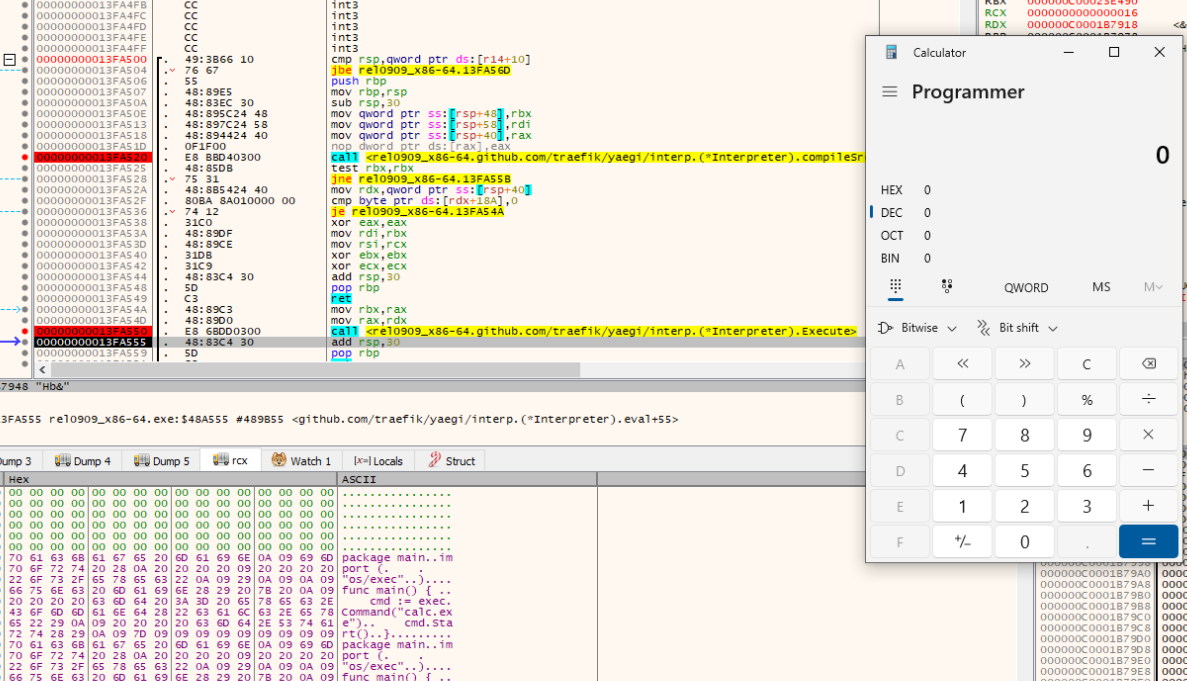 00000000013FA4FB CC int3
00000000013FA4FC CC int3
00000000013FA4FD CC int3
00000000013FA4FE CC int3
00000000013FA4FF CC int3
00000000013FA500 49:3B66 10 cmp rsp,qword ptr ds:[r14+10]
00000000013FA504 76 67 jbe rel0909_x86-64.13FA56D
00000000013FA506 55 push rbp
00000000013FA507 48:89E5 mov rbp,rsp
00000000013FA50A 48:83EC 30 sub rsp,30
00000000013FA50E 48:895C24 48 mov qword ptr ss:[rsp+48],rbx
00000000013FA513 48:897C24 58 mov qword ptr ss:[rsp+58],rdi
00000000013FA518 48:894424 40 mov qword ptr ss:[rsp+40],rax
00000000013FA51D 0F1F00 nop dword ptr ds:[rax],eax
00000000013FA520 E8 BBD40300 call <rel0909_x86-64.github.com/traefik/yaegi/interp.(*Interpreter).compileSr
00000000013FA525 48:85DB test rbx,rbx
00000000013FA528 75 31 jne rel0909_x86-64.13FA55B
00000000013FA52A 48:8B5424 40 mov rdx,qword ptr ss:[rsp+40]
00000000013FA52F 80BA 8A010000 00 cmp byte ptr ds:[rdx+18A],0
00000000013FA536 74 12 je rel0909_x86-64.13FA54A
00000000013FA538 31C0 xor eax,eax
00000000013FA53A 48:89DF mov rdi,rbx
00000000013FA53D 48:89CE mov rsi,rcx
00000000013FA540 31DB xor ebx,ebx
00000000013FA542 31C9 xor ecx,ecx
00000000013FA544 48:83C4 30 add rsp,30
00000000013FA548 5D pop rbp
00000000013FA549 C3 ret
00000000013FA54A 48:89C3 mov rbx,rax
00000000013FA54D 48:89D0 mov rax,rdx
00000000013FA550 E8 6BDD0300 call <rel0909_x86-64.github.com/traefik/yaegi/interp.(*Interpreter).Execute>
00000000013FA555 48:83C4 30 add rsp,30
00000000013FA559 5D pop rbp
7948 "Hb&"
13FA555 rel0909_x86-64.exe:$48A555 #489B55 <github.com/traefik/yaegi/interp.(*Interpreter).eval+55>
ump 3 Dump 4 Dump 5 rcx Watch 1 [x=] Locals Struct
Hex ASCII
00 00 00 00 00 00 00 00 00 00 00 00 00 00 00 00 ................
00 00 00 00 00 00 00 00 00 00 00 00 00 00 00 00 ................
00 00 00 00 00 00 00 00 00 00 00 00 00 00 00 00 ................
00 00 00 00 00 00 00 00 00 00 00 00 00 00 00 00 ................
00 00 00 00 00 00 00 00 00 00 00 00 00 00 00 00 ................
00 00 00 00 00 00 00 00 00 00 00 00 00 00 00 00 ................
70 61 63 6B 61 67 65 20 6D 61 69 6E 0A 09 69 6D package main..im
70 6F 72 74 20 28 0A 20 20 20 20 09 20 20 20 20 port (.    .
22 6F 73 2F 65 78 65 63 22 0A 09 29 0A 09 0A 09 "os/exec"..)....
66 75 6E 63 20 6D 61 69 6E 28 29 20 7B 20 0A 09 func main() { ..
20 20 20 20 63 6D 64 20 3A 3D 20 65 78 65 63 2E     cmd := exec.
43 6F 6D 6D 61 6E 64 28 22 63 61 6C 63 2E 65 78 Command("calc.ex
65 22 29 0A 09 20 20 20 20 63 6D 64 2E 53 74 61 e")..    cmd.Sta
72 74 28 29 0A 09 7D 09 09 09 09 09 09 09 09 09 rt()..}.........
70 61 63 6B 61 67 65 20 6D 61 69 6E 0A 09 69 6D package main..im
70 6F 72 74 20 28 0A 20 20 20 20 09 20 20 20 20 port (.    .
22 6F 73 2F 65 78 65 63 22 0A 09 29 0A 09 0A 09 "os/exec"..)....
66 75 6E 63 20 6D 61 69 6E 28 29 20 7B 20 0A 09 func main() { ..
RBX 000000C00023E490
RCX 0000000000000016
RDX 000000C0001B7918 <&
Calculator
Programmer
0
HEX 0
DEC 0
OCT 0
BIN 0
QWORD MS M
Bitwise Bit shift
A << >> C
B ( ) % ÷
C 7 8 9 ×
D 4 5 6 −
E 1 2 3 +
F +/− 0 . =
000000C0001B7998
000000C0001B79A0
000000C0001B79A8
000000C0001B79B0
000000C0001B79B8
000000C0001B79C0
000000C0001B79C8
000000C0001B79D0
000000C0001B79D8
000000C0001B79E0
000000C0001B79E8